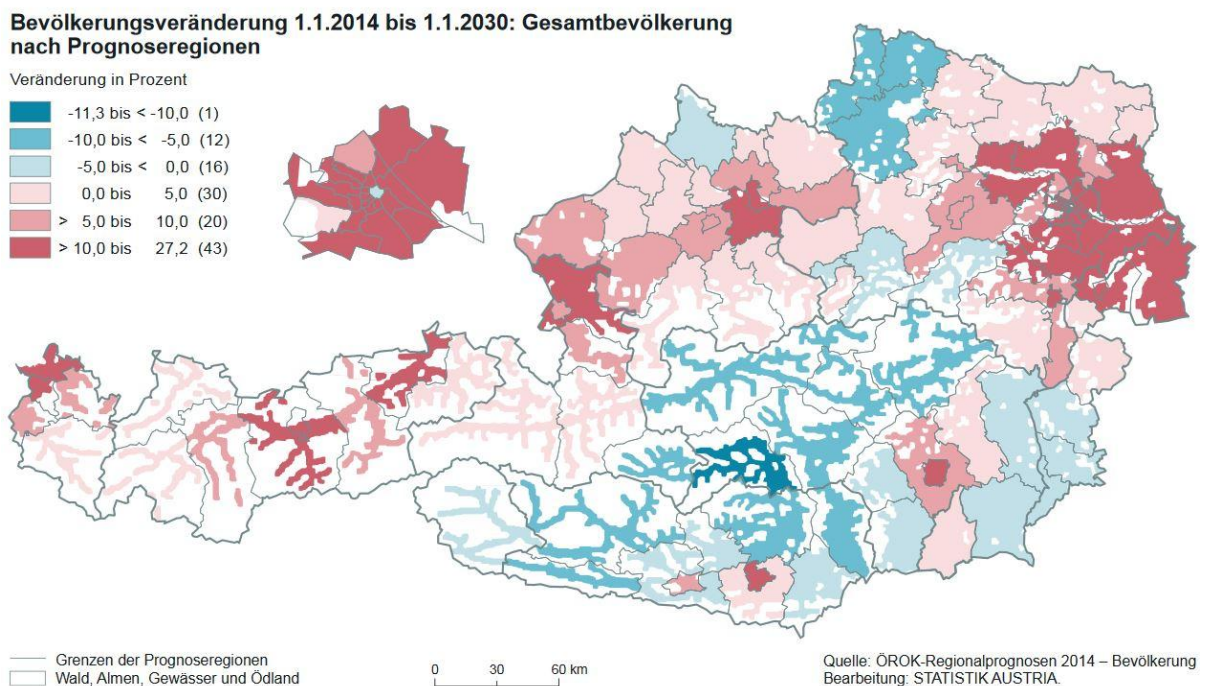 Bevölkerungsveränderung 1.1.2014 bis 1.1.2030: Gesamtbevölkerung
nach Prognoseregionen
Veränderung in Prozent
-11,3 bis < -10,0 (1)
-10,0 bis < -5,0 (12)
-5,0 bis < 0,0 (16)
0,0 bis 5,0 (30)
> 5,0 bis 10,0 (20)
> 10,0 bis 27,2 (43)
Grenzen der Prognoseregionen
Wald, Almen, Gewässer und Ödland
0 30 60 km
Quelle: ÖROK-Regionalprognosen 2014 – Bevölkerung
Bearbeitung: STATISTIK AUSTRIA.